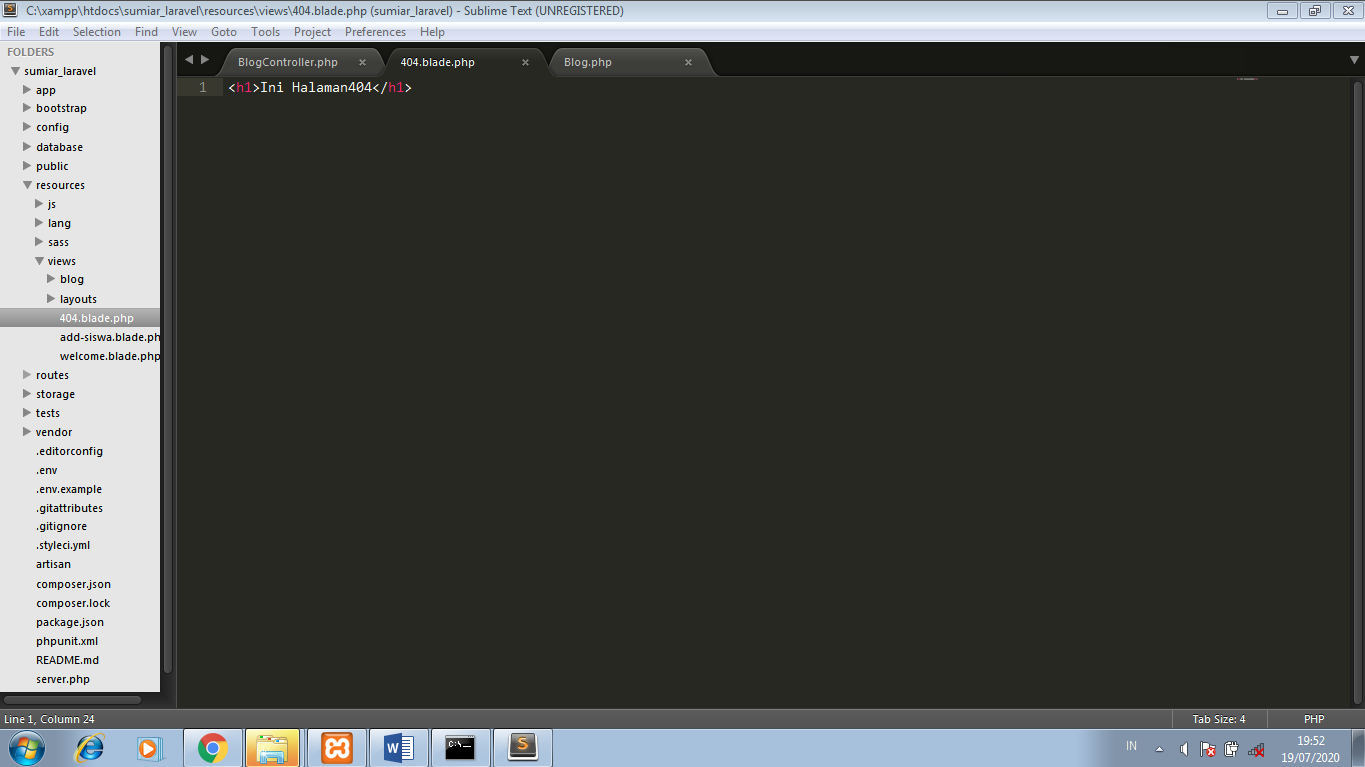 C:\xampp\htdocs\sumiar_laravel\resources\views\404.blade.php (sumiar_laravel) - Sublime Text (UNREGISTERED)
File Edit Selection Find View Goto Tools Project Preferences Help
FOLDERS
sumiar_laravel
app
bootstrap
config
database
public
resources
js
lang
sass
views
blog
layouts
404.blade.php
add-siswa.blade.ph
welcome.blade.php
routes
storage
tests
vendor
.editorconfig
.env
.env.example
.gitattributes
.gitignore
.styleci.yml
artisan
composer.json
composer.lock
package.json
phpunit.xml
README.md
server.php
BlogController.php 404.blade.php Blog.php
1 <h1>Ini Halaman404</h1>
Line 1, Column 24 Tab Size: 4 PHP
IN 19:52
19/07/2020